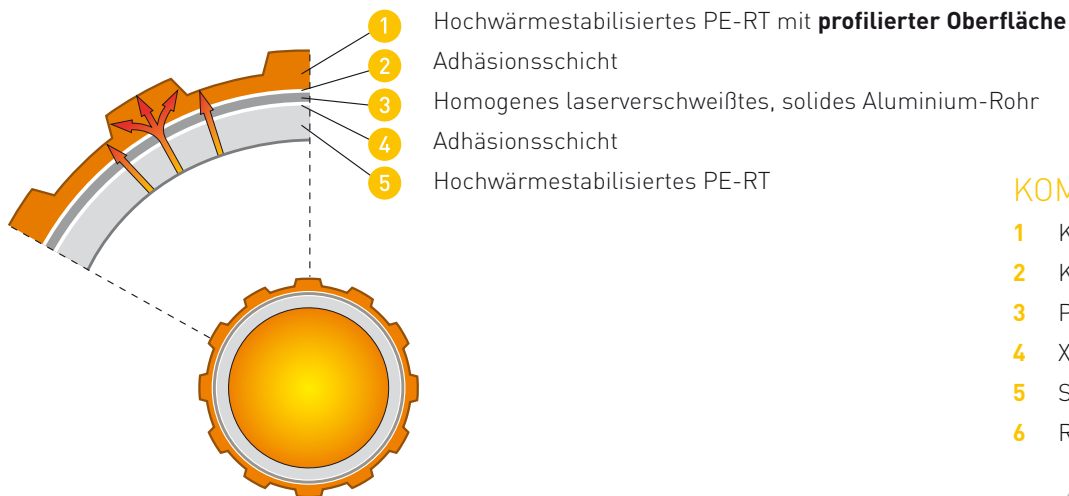 1 Hochwärmestabilisiertes PE-RT mit profilierter Oberfläche
2 Adhäsionsschicht
3 Homogenes laserverschweißtes, solides Aluminium-Rohr
4 Adhäsionsschicht
5 Hochwärmestabilisiertes PE-RT
KOM
1 K
2 K
3 P
4 X
5 S
6 R